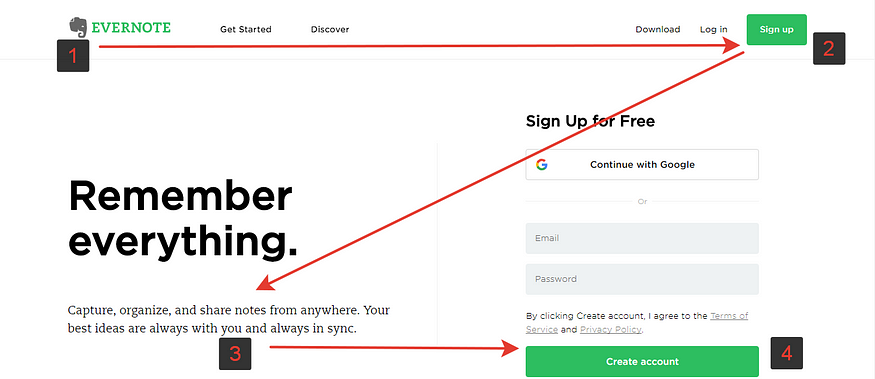 EVERNOTE Get Started Discover Download Log in Sign up
1
2
Sign Up for Free
Continue with Google
Or
Remember
everything.
Email
Password
Capture, organize, and share notes from anywhere. Your
best ideas are always with you and always in sync.
By clicking Create account, I agree to the Terms of
Service and Privacy Policy.
3
Create account
4